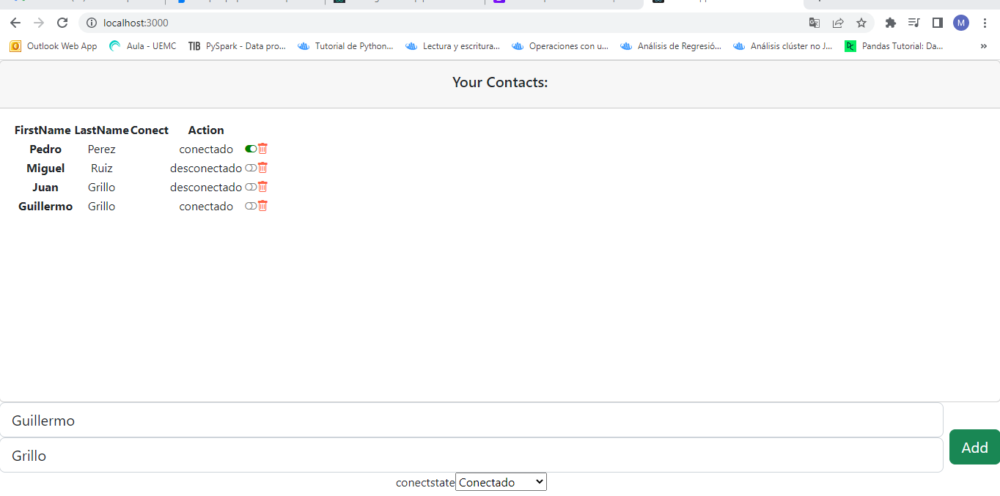 localhost:3000
M
Outlook Web App Aula - UEMC TIB PySpark - Data pro... Tutorial de Python... Lectura y escritura... Operaciones con u... Análisis de Regresió... Análisis clúster no J... Pandas Tutorial: Da... »
Your Contacts:
FirstName LastName Conect Action
Pedro Perez conectado
Miguel Ruiz desconectado
Juan Grillo desconectado
Guillermo Grillo conectado
Guillermo
Grillo
Add
conectstate Conectado